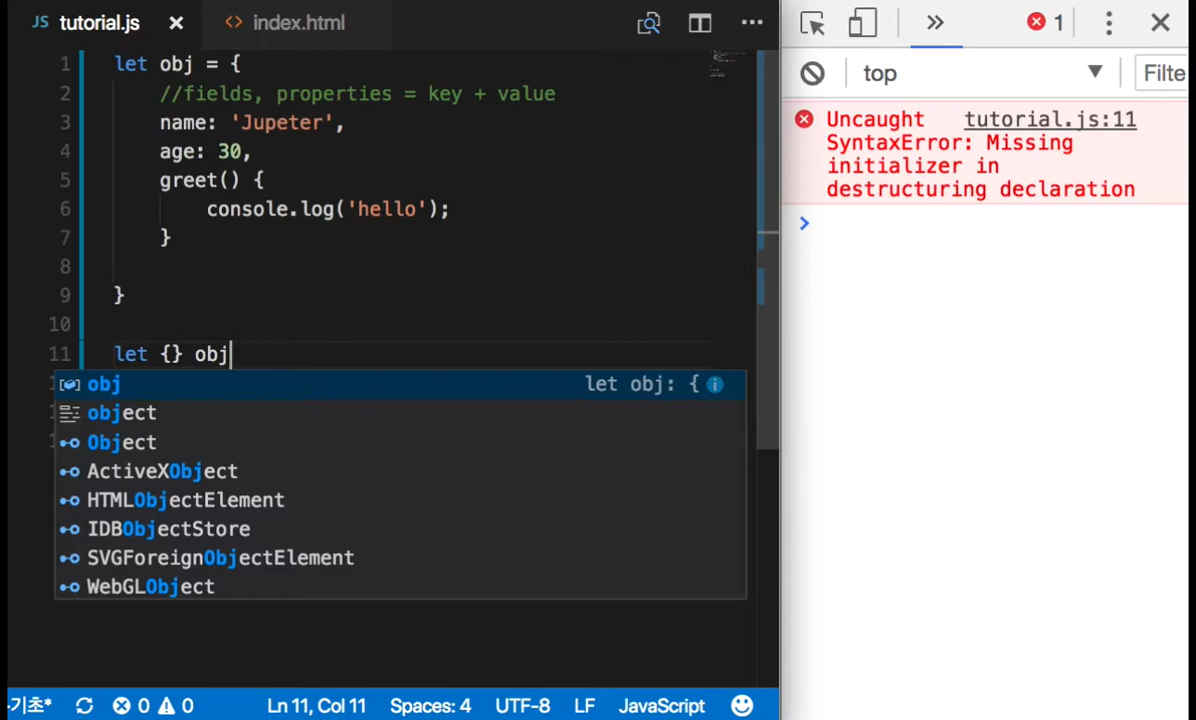 JS tutorial.js × <> index.html ••• » 1
top ▼ Filte
1 let obj = {
2 //fields, properties = key + value
3 name: 'Jupeter',
4 age: 30,
5 greet() {
6 console.log('hello');
7 }
8
9 }
10
11 let {} obj
obj let obj: {
object
Object
ActiveXObject
HTMLObjectElement
IDBObjectStore
SVGForeignObjectElement
WebGLObject
-기초* 0 0 Ln 11, Col 11 Spaces: 4 UTF-8 LF JavaScript
Uncaught tutorial.js:11
SyntaxError: Missing
initializer in
destructuring declaration